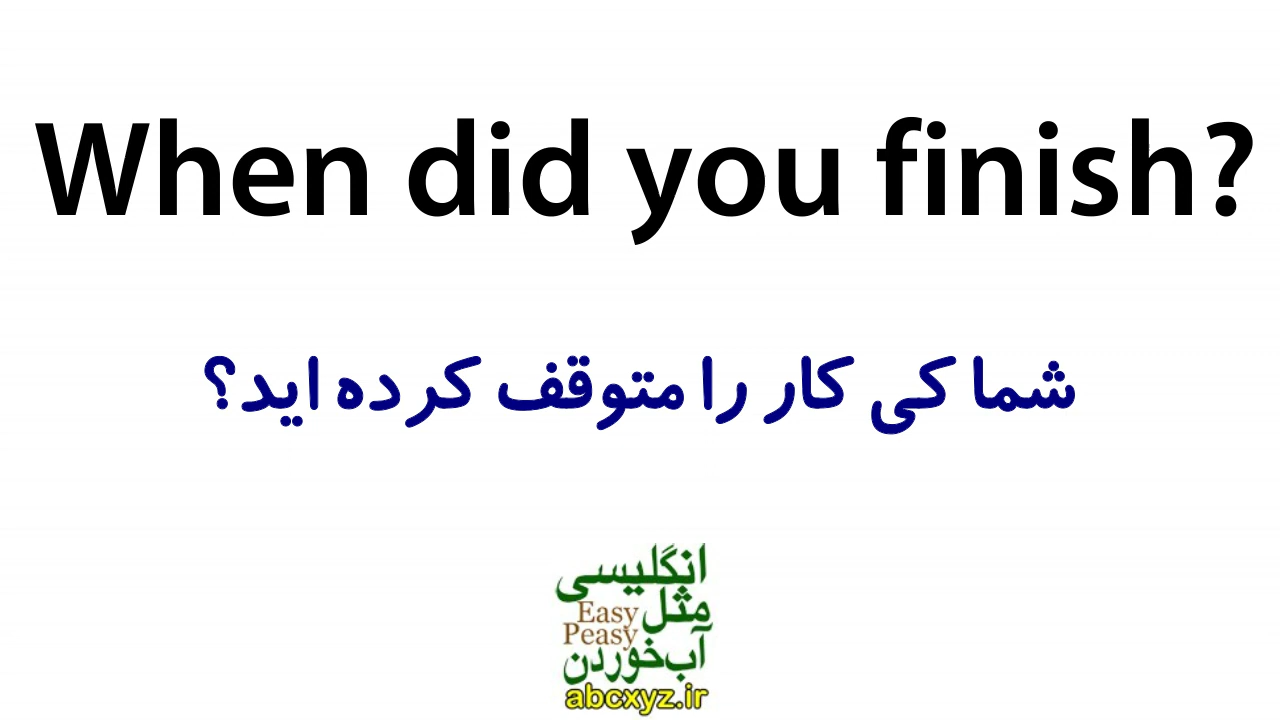 When did you finish?
شما کی کار را متوقف کرده اید؟
انگلیسی
مثل
Easy
Peasy
آب خوردن
abcxyz.ir